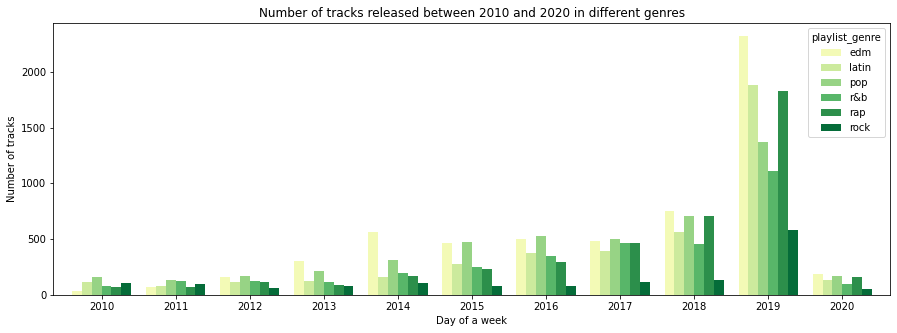 Number of tracks released between 2010 and 2020 in different genres
playlist_genre
edm
latin
pop
r&b
rap
rock
Number of tracks
2000
1500
1000
500
0
2010 2011 2012 2013 2014 2015 2016 2017 2018 2019 2020
Day of a week